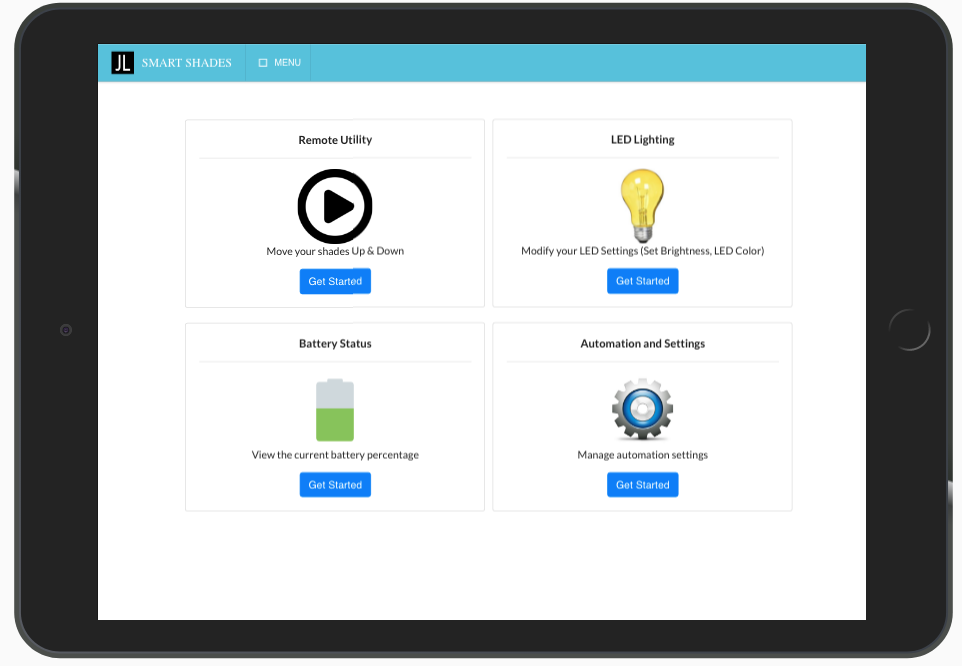 JL SMART SHADES MENU
Remote Utility
Move your shades Up & Down
Get Started
LED Lighting
Modify your LED Settings (Set Brightness, LED Color)
Get Started
Battery Status
View the current battery percentage
Get Started
Automation and Settings
Manage automation settings
Get Started